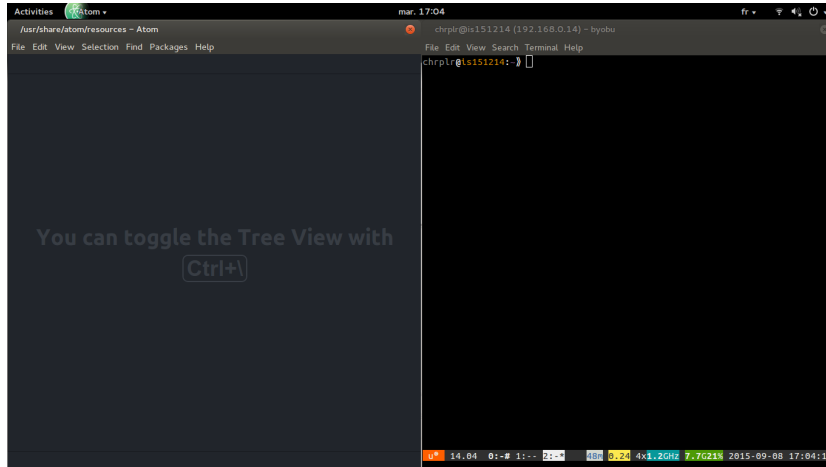 Activities Atom mar. 17:04 fr
/usr/share/atom/resources - Atom
File Edit View Selection Find Packages Help
You can toggle the Tree View with
Ctrl+\
chrplr@is151214 (192.168.0.14) - byobu
File Edit View Search Terminal Help
chrplr@is151214:~⟫
u 14.04 0:-# 1:-- 2:-* 48m 0.24 4x1.2GHz 7.7G21% 2015-09-08 17:04:1